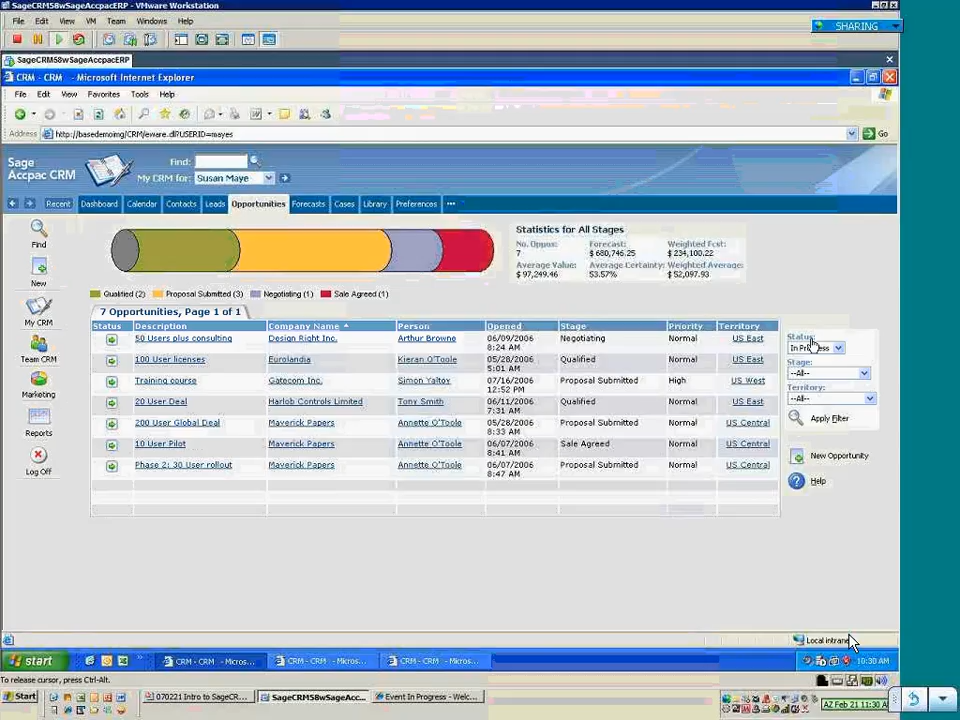 SageCRM58wSageAccpacERP - VMware Workstation
File Edit View VM Team Windows Help
SHARING
SageCRM58wSageAccpacERP
CRM - CRM - Microsoft Internet Explorer
File Edit View Favorites Tools Help
Address http://basedemoimg/CRM/eware.dll?USERID=mayes Go
Sage
Accpac CRM
Find:
My CRM for: Susan Maye
Recent Dashboard Calendar Contacts Leads Opportunities Forecasts Cases Library Preferences
Find
New
My CRM
Team CRM
Marketing
Reports
Log Off
Statistics for All Stages
No. Oppos: Forecast: Weighted Fcst:
7 $ 680,746.25 $ 234,100.22
Average Value: Average Certainty: Weighted Average:
$ 97,249.46 53.57% $ 52,097.93
Qualified (2) Proposal Submitted (3) Negotiating (1) Sale Agreed (1)
7 Opportunities, Page 1 of 1
Status Description Company Name Person Opened Stage Priority Territory
50 Users plus consulting Design Right Inc. Arthur Browne 06/09/2006 8:24 AM Negotiating Normal US East
100 User licenses Eurolandia Kieran O'Toole 05/28/2006 5:01 AM Qualified Normal US East
Training course Gatecom Inc. Simon Yaltoy 07/16/2006 12:52 PM Proposal Submitted High US West
20 User Deal Harlob Controls Limited Tony Smith 06/11/2006 7:31 AM Qualified Normal US East
200 User Global Deal Maverick Papers Annette O'Toole 05/28/2006 8:33 AM Proposal Submitted Normal US Central
10 User Pilot Maverick Papers Annette O'Toole 06/07/2006 8:41 AM Sale Agreed Normal US Central
Phase 2: 30 User rollout Maverick Papers Annette O'Toole 06/07/2006 8:47 AM Proposal Submitted Normal US Central
Status:
Stage:
--All--
Territory:
--All--
Apply Filter
New Opportunity
Help
Local intranet
start CRM - CRM - Micros... CRM - CRM - Micros... CRM - CRM - Micros... 10:30 AM
To release cursor, press Ctrl-Alt.
Start 070221 Intro to SageCR... SageCRM58wSageAcc... Event In Progress - Welc... AZ Feb 21 11:30 A